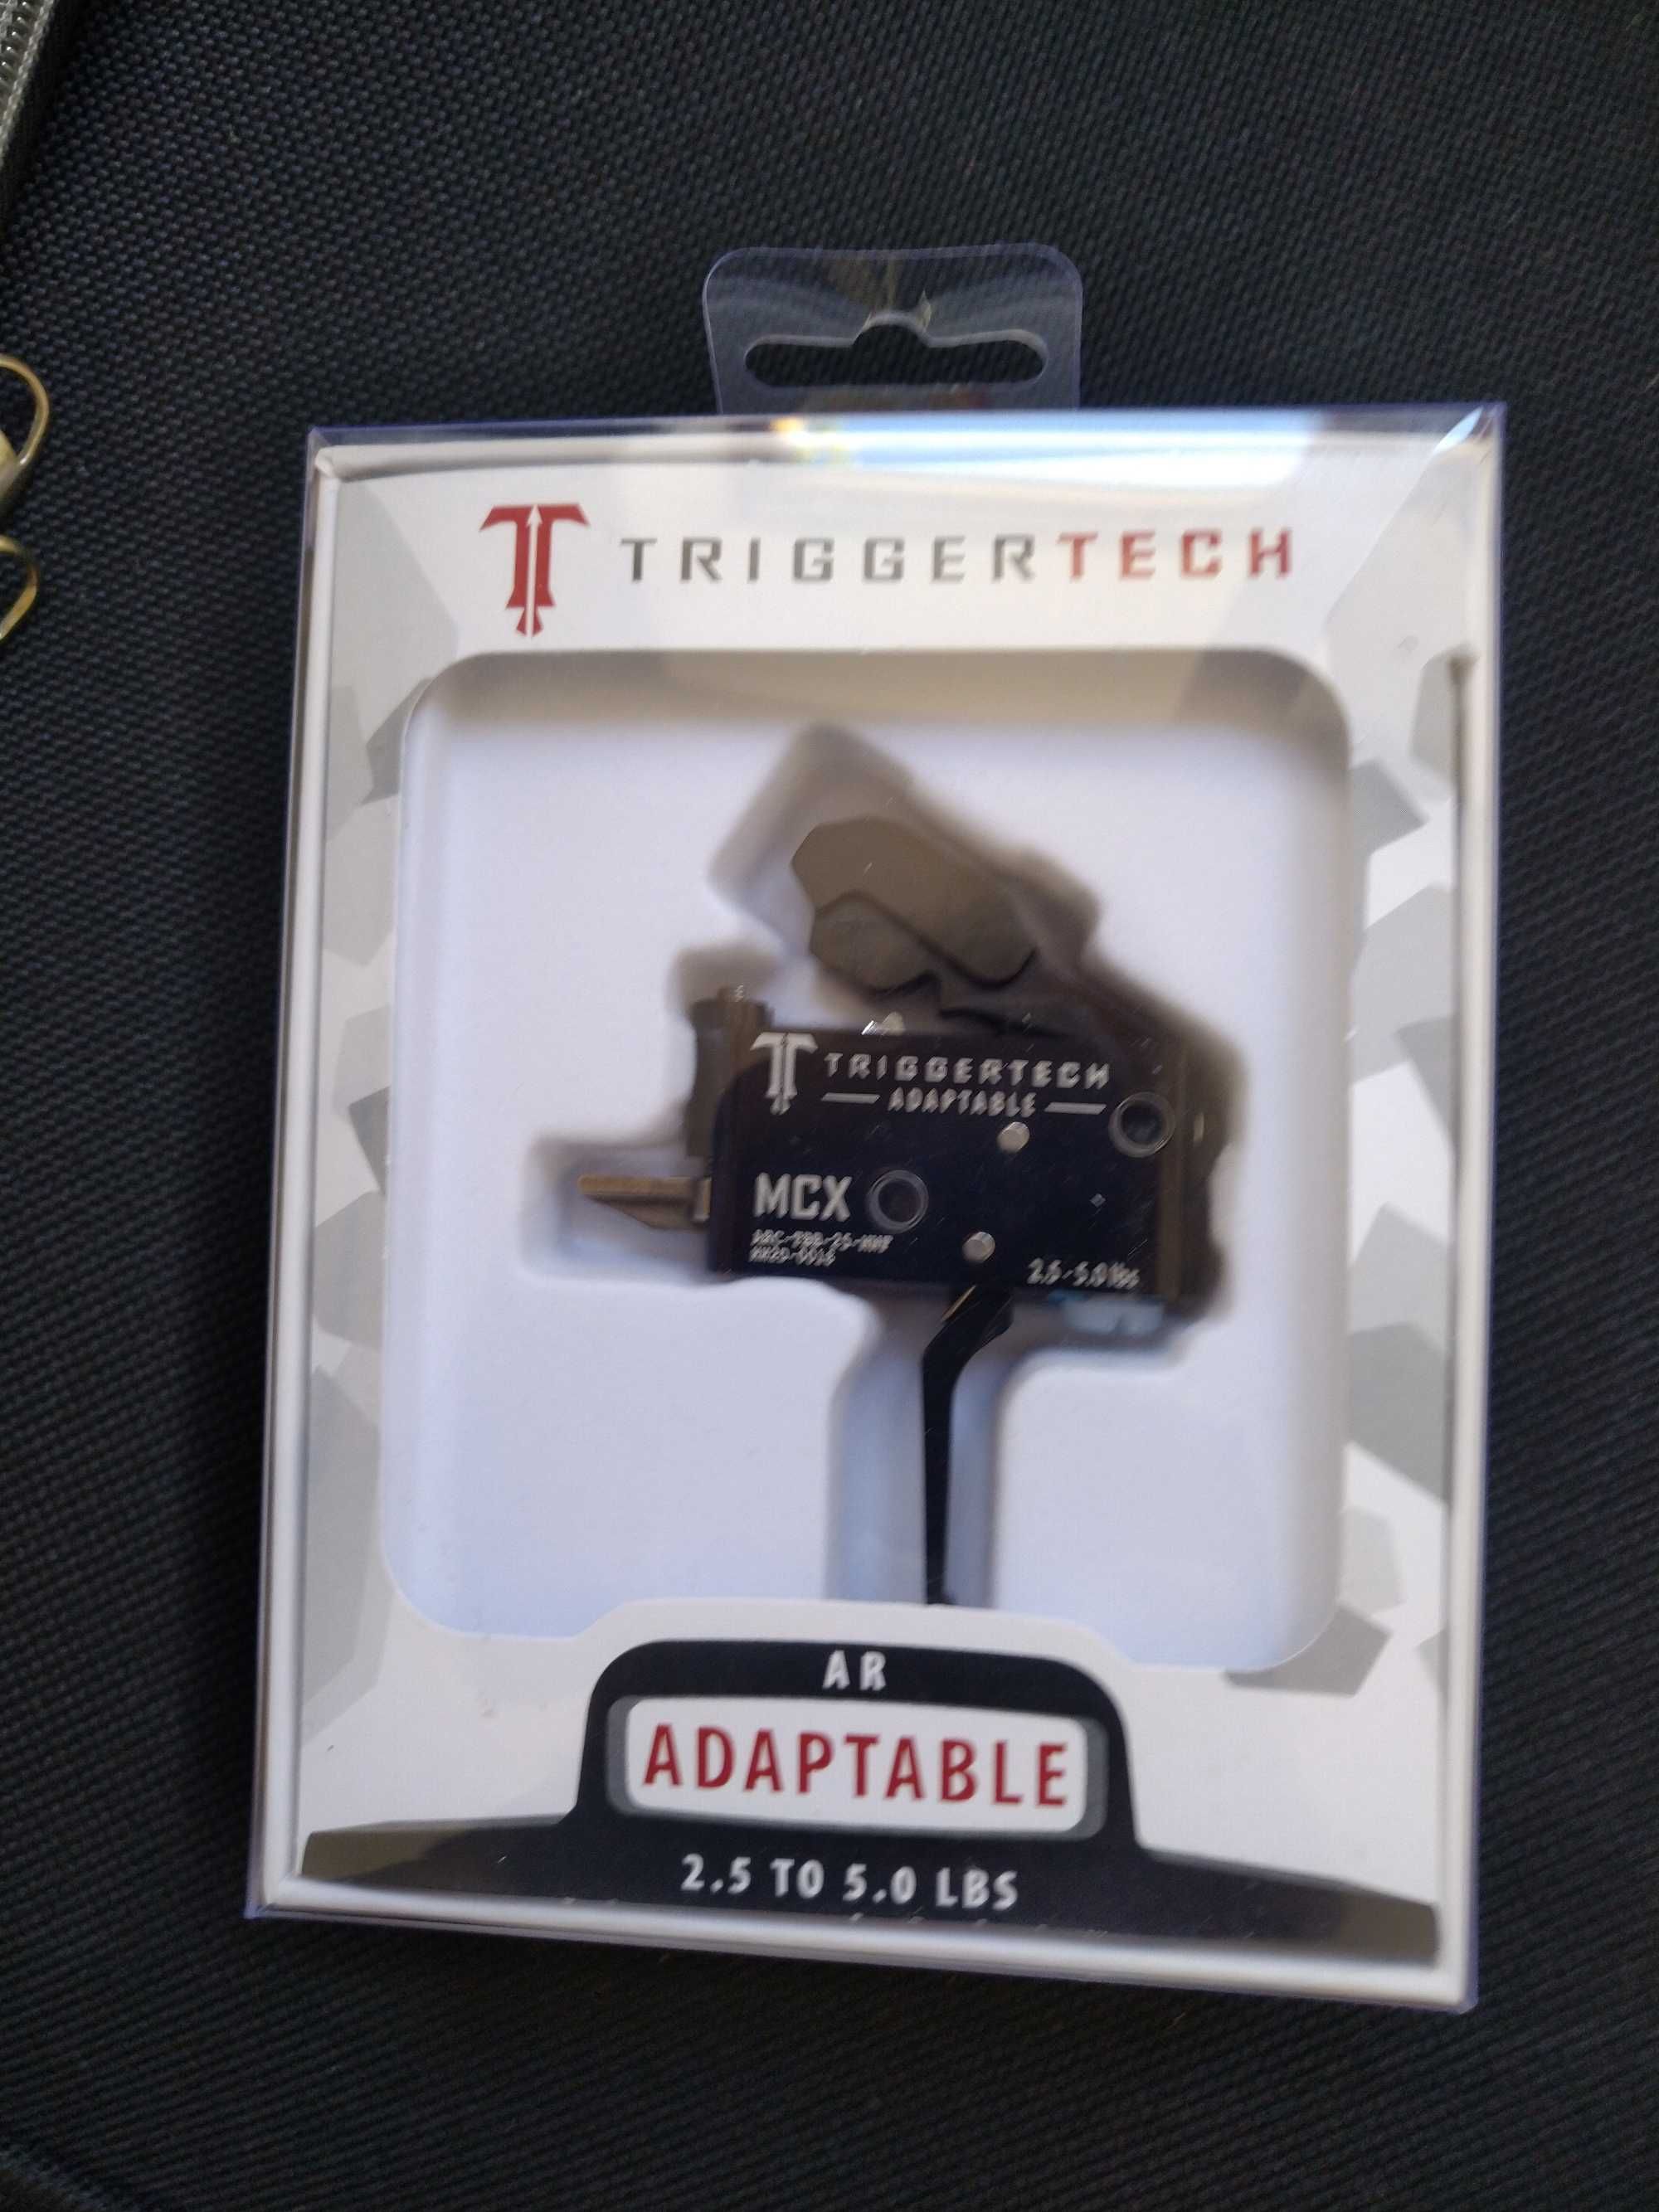 TRIGGERTECH
TRIGGERTECH
ADAPTABLE
MCX
2.5-5.0 lbs
AR
ADAPTABLE
2.5 TO 5.0 LBS